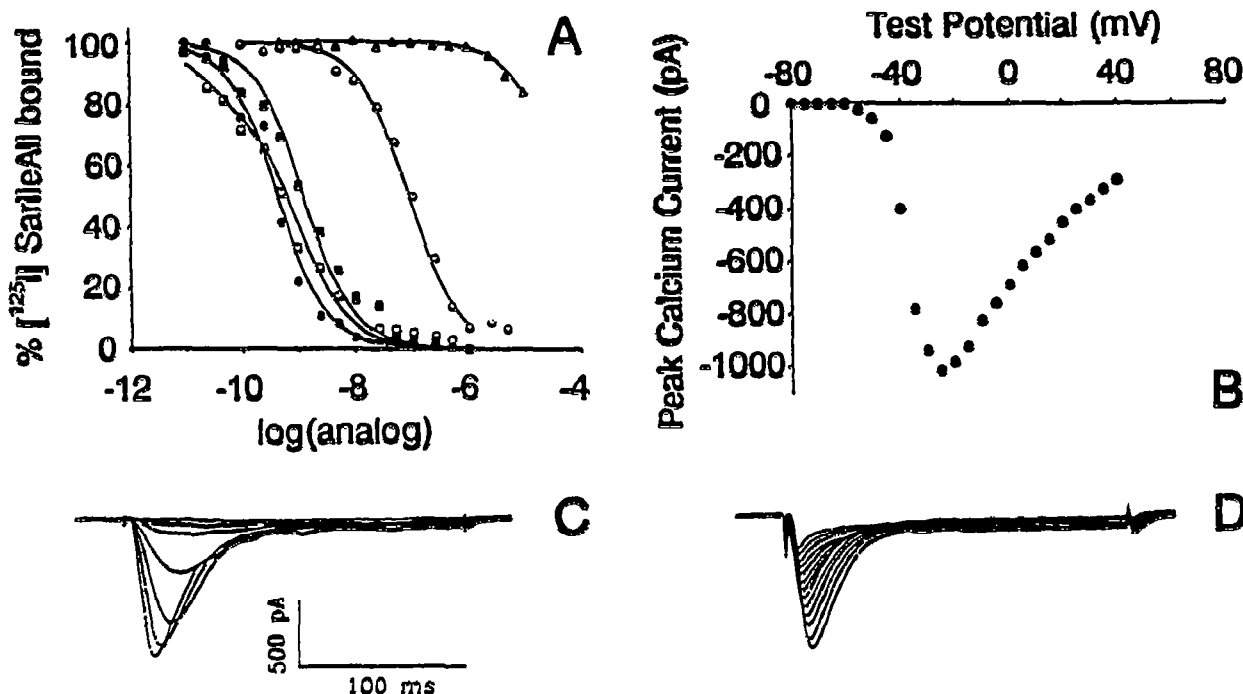 A
% [¹²⁵I] SarIleAII bound
100
80
60
40
20
0
-12 -10 -8 -6 -4
log(analog)
Test Potential (mV)
-80 -40 0 40 80
Peak Calcium Current (pA)
0
-200
-400
-600
-800
-1000
B
C
500 pA
100 ms
D